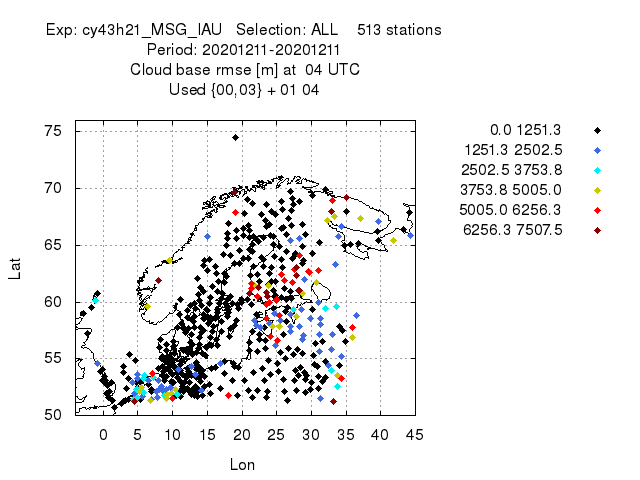 Exp: cy43h21_MSG_IAU   Selection: ALL    513 stations
Period: 20201211-20201211
Cloud base rmse [m] at  04 UTC
Used {00,03} + 01 04
0.0 1251.3
1251.3 2502.5
2502.5 3753.8
3753.8 5005.0
5005.0 6256.3
6256.3 7507.5
Lat
75
70
65
60
55
50
0 5 10 15 20 25 30 35 40 45
Lon